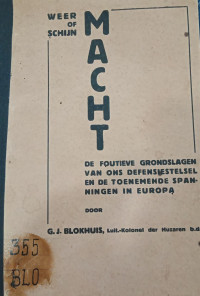 WEER
OF
SCHIJN
MACHT
DE FOUTIEVE GRONDSLAGEN
VAN ONS DEFENSIESTELSEL
EN DE TOENEMENDE SPAN-
NINGEN IN EUROPA
DOOR
G. J. BLOKHUIS, Luit.-Kolonel der Huzaren b.d
355
BLO